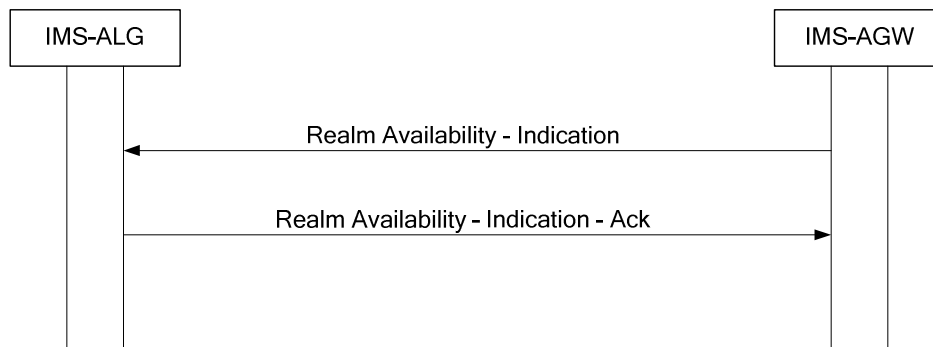 IMS-ALG
IMS-AGW
Realm Availability - Indication
Realm Availability - Indication - Ack